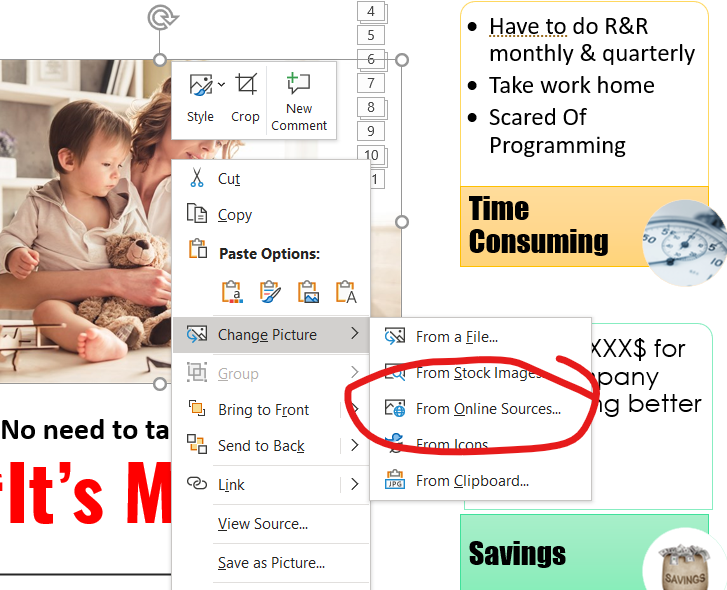 4
5
6
7
8
9
10
1
Style
Crop
New
Comment
Cut
Copy
Paste Options:
a
A
Change Picture
Group
Bring to Front
Send to Back
Link
View Source...
Save as Picture...
From a File...
From Stock Images
From Online Sources...
From Icons
From Clipboard...
JPG
No need to ta
It's M
• Have to do R&R
monthly & quarterly
• Take work home
• Scared Of
Programming
Time
Consuming
XXX$ for
pany
ng better
Savings
SAVINGS